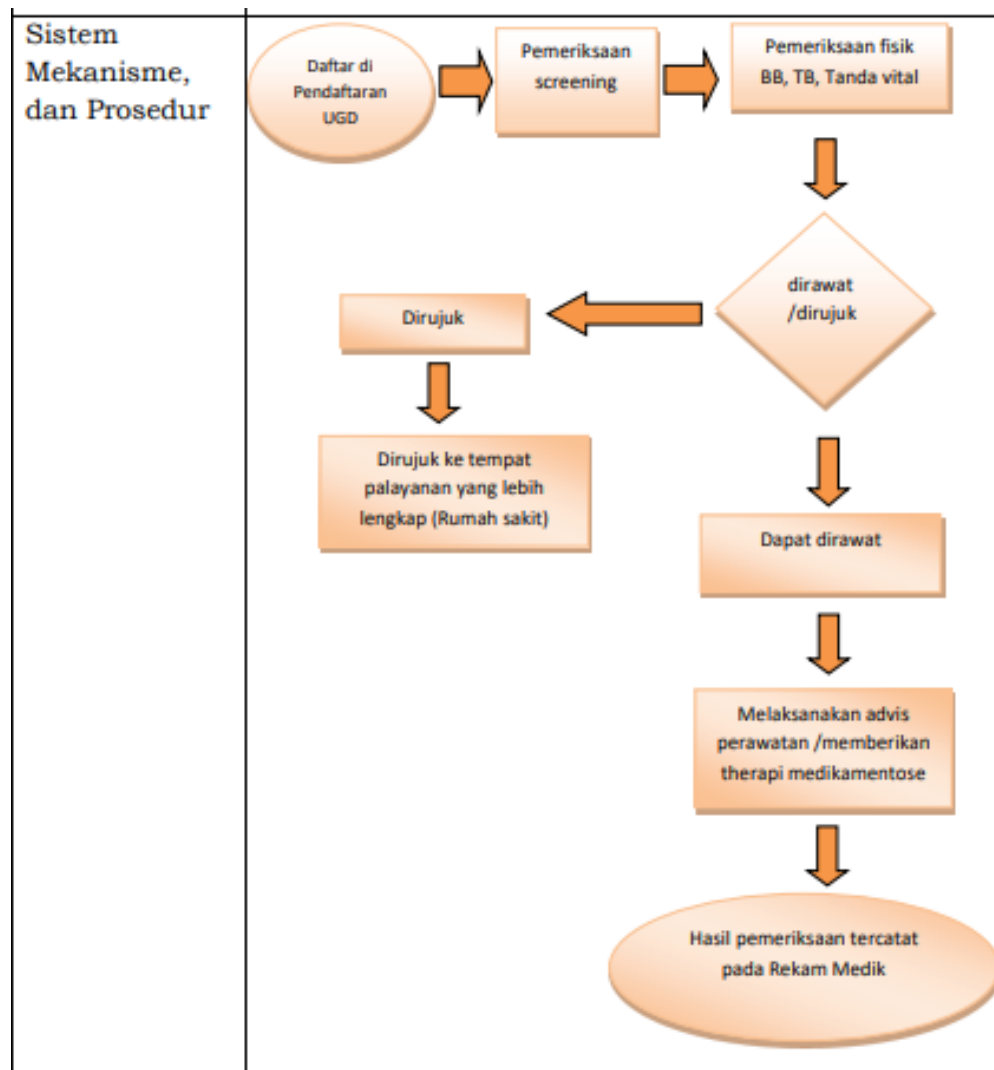 Sistem
Mekanisme,
dan Prosedur
Daftar di
Pendaftaran
UGD
Pemeriksaan
screening
Pemeriksaan fisik
BB, TB, Tanda vital
dirawat
/dirujuk
Dirujuk
Dirujuk ke tempat
palayanan yang lebih
lengkap (Rumah sakit)
Dapat dirawat
Melaksanakan advis
perawatan /memberikan
therapi medikamentose
Hasil pemeriksaan tercatat
pada Rekam Medik